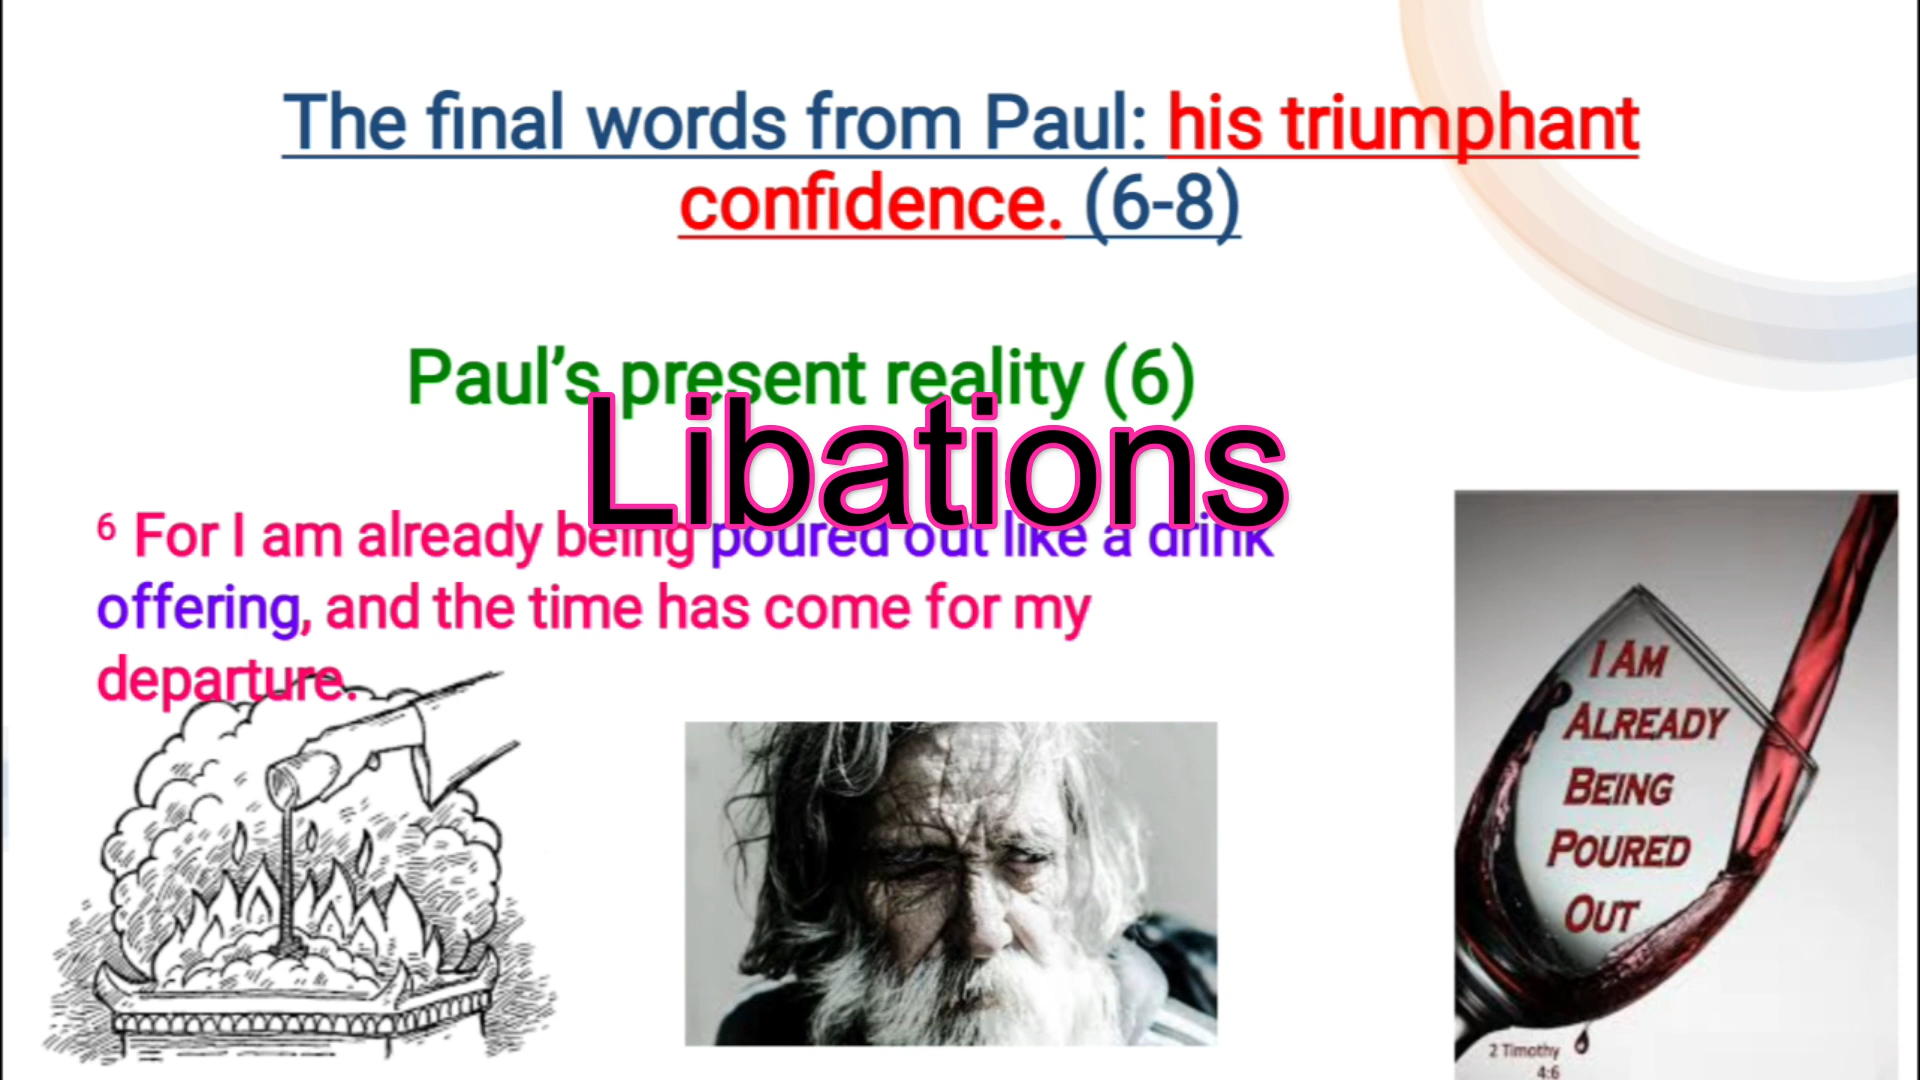 The final words from Paul: his triumphant
confidence. (6-8)
Paul’s present reality (6)
Libations
6 For I am already being poured out like a drink
offering, and the time has come for my
departure.
I AM
ALREADY
BEING
POURED
OUT
2 Timothy
4:6